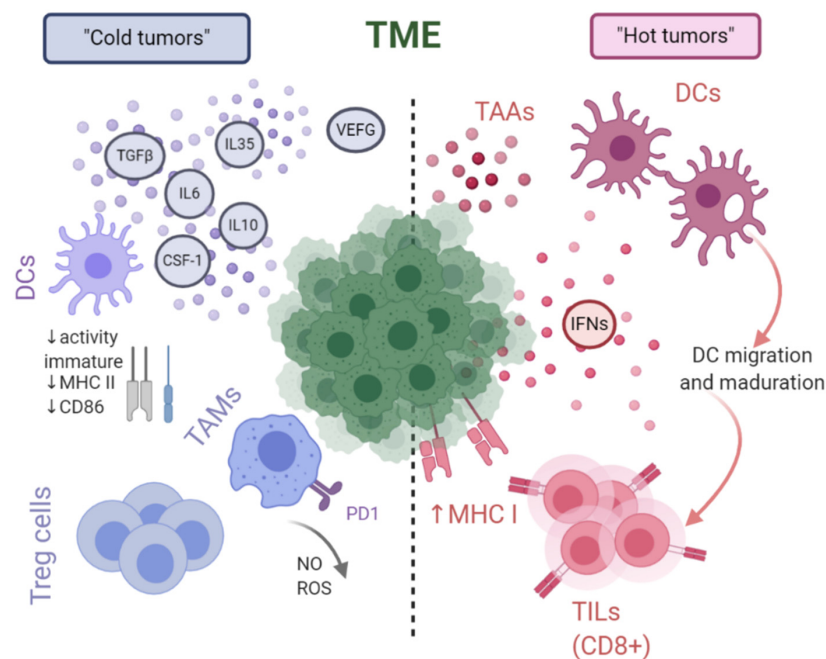 "Cold tumors"
TME
"Hot tumors"
TGFβ
IL35
VEFG
IL6
IL10
CSF-1
DCs
↓activity
immature
↓MHC II
↓CD86
TAMs
PD1
NO
ROS
Treg cells
TAAs
DCs
IFNs
DC migration
and maduration
↑MHC I
TILs
(CD8+)